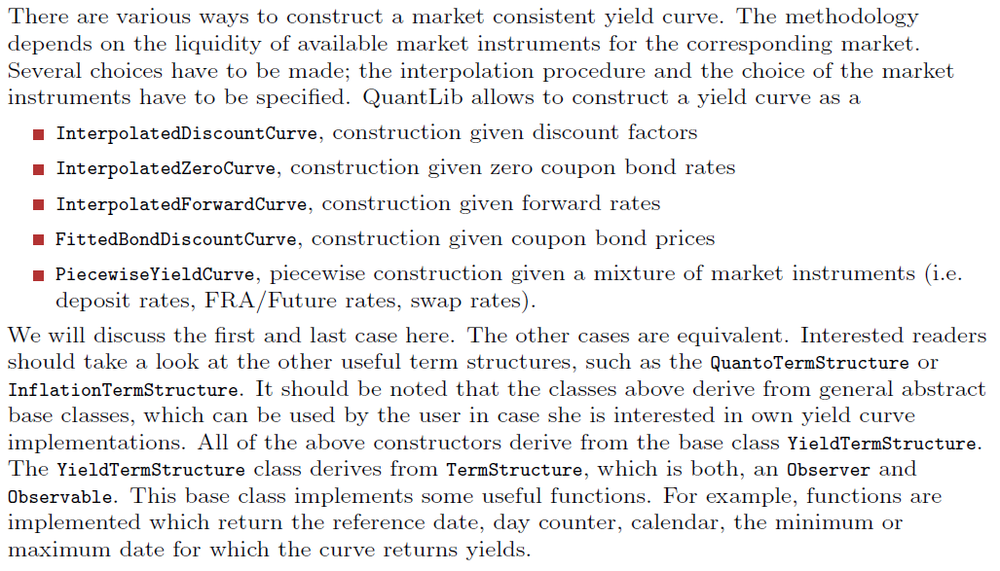 There are various ways to construct a market consistent yield curve. The methodology
depends on the liquidity of available market instruments for the corresponding market.
Several choices have to be made; the interpolation procedure and the choice of the market
instruments have to be specified. QuantLib allows to construct a yield curve as a
InterpolatedDiscountCurve, construction given discount factors
InterpolatedZeroCurve, construction given zero coupon bond rates
InterpolatedForwardCurve, construction given forward rates
FittedBondDiscountCurve, construction given coupon bond prices
PiecewiseYieldCurve, piecewise construction given a mixture of market instruments (i.e.
deposit rates, FRA/Future rates, swap rates).
We will discuss the first and last case here. The other cases are equivalent. Interested readers
should take a look at the other useful term structures, such as the QuantoTermStructure or
InflationTermStructure. It should be noted that the classes above derive from general abstract
base classes, which can be used by the user in case she is interested in own yield curve
implementations. All of the above constructors derive from the base class YieldTermStructure.
The YieldTermStructure class derives from TermStructure, which is both, an Observer and
Observable. This base class implements some useful functions. For example, functions are
implemented which return the reference date, day counter, calendar, the minimum or
maximum date for which the curve returns yields.